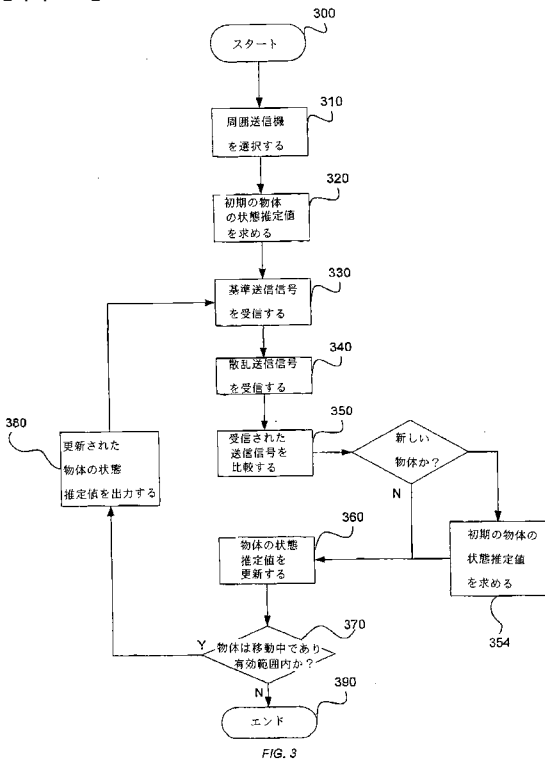 300
スタート
310
周囲送信機
を選択する
320
初期の物体
の状態推定値
を求める
330
基準送信信号
を受信する
340
散乱送信信号
を受信する
350
受信された
送信信号を
比較する
新しい
物体か?
N
初期の物体の
状態推定値
を求める
354
360
物体の状態
推定値を
更新する
380
更新された
物体の状態
推定値を出力する
370
物体は移動中であり
有効範囲内か?
Y
N
390
エンド
FIG. 3